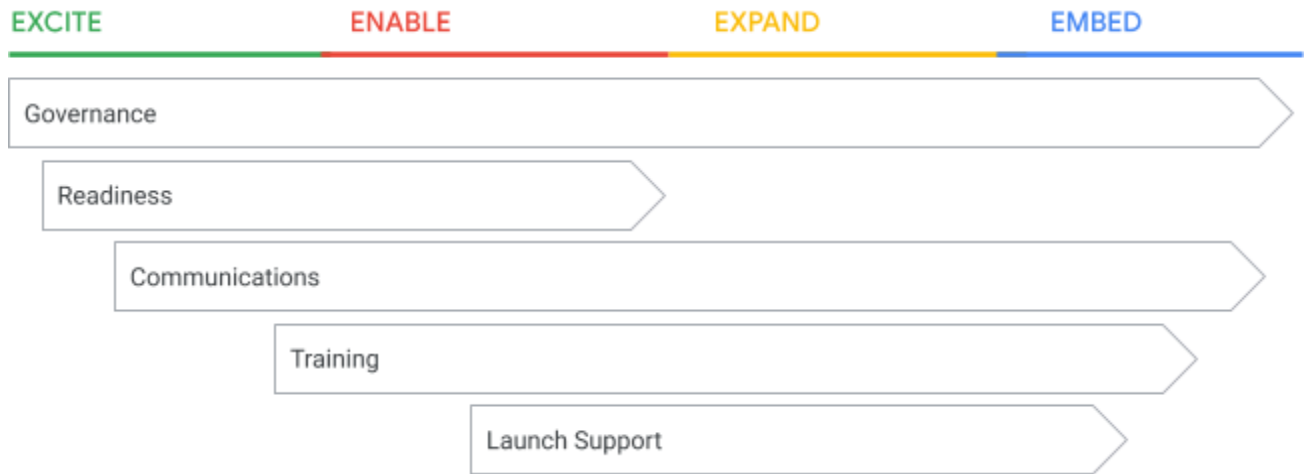 EXCITE ENABLE EXPAND EMBED
Governance
Readiness
Communications
Training
Launch Support